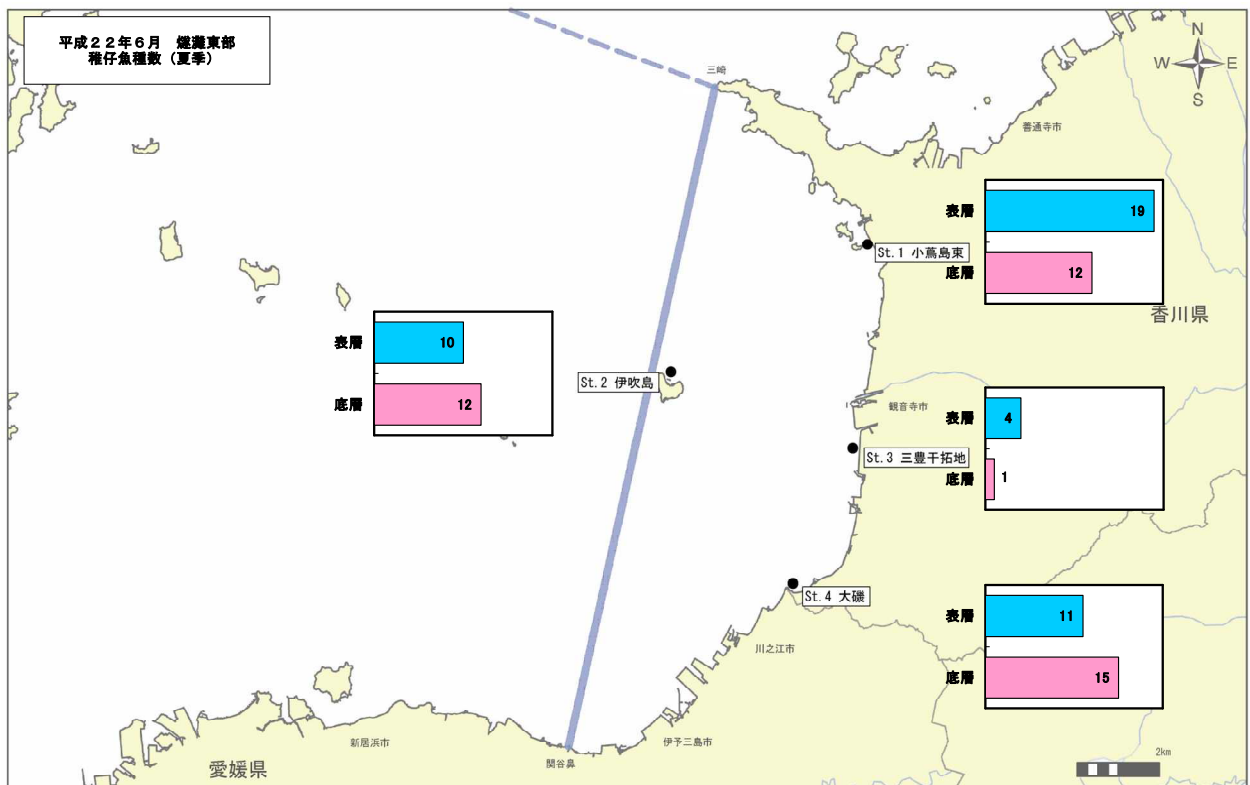 平成２２年６月　燧灘東部
稚仔魚種数（夏季）
N
W
E
S
三崎
善通寺市
表層
19
底層
12
St.1 小蔦島東
香川県
表層
10
底層
12
St.2 伊吹島
観音寺市
表層
4
底層
1
St.3 三豊干拓地
St.4 大磯
表層
11
底層
15
川之江市
伊予三島市
新居浜市
関谷鼻
愛媛県
2km